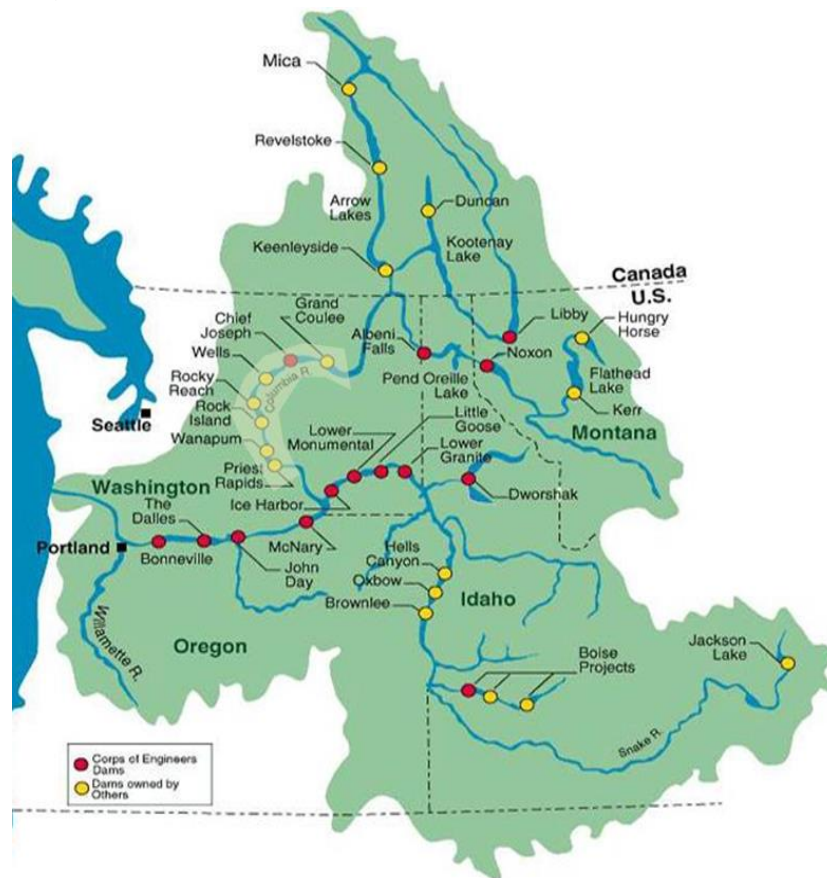 Mica
Revelstoke
Arrow
Lakes
Duncan
Keenleyside
Kootenay
Lake
Canada
U.S.
Grand
Coulee
Chief
Joseph
Libby
Hungry
Horse
Albeni
Falls
Noxon
Wells
Pend Oreille
Lake
Flathead
Lake
Rocky
Reach
Columbia R.
Kerr
Rock
Island
Seattle
Little
Goose
Lower
Monumental
Montana
Wanapum
Lower
Granite
Priest
Rapids
Washington
Ice Harbor
Dworshak
The
Dalles
Portland
Bonneville
McNary
John
Day
Hells
Canyon
Oxbow
Brownlee
Idaho
Willamette R.
Oregon
Boise
Projects
Jackson
Lake
Snake R.
Corps of Engineers
Dams
Dams owned by
Others